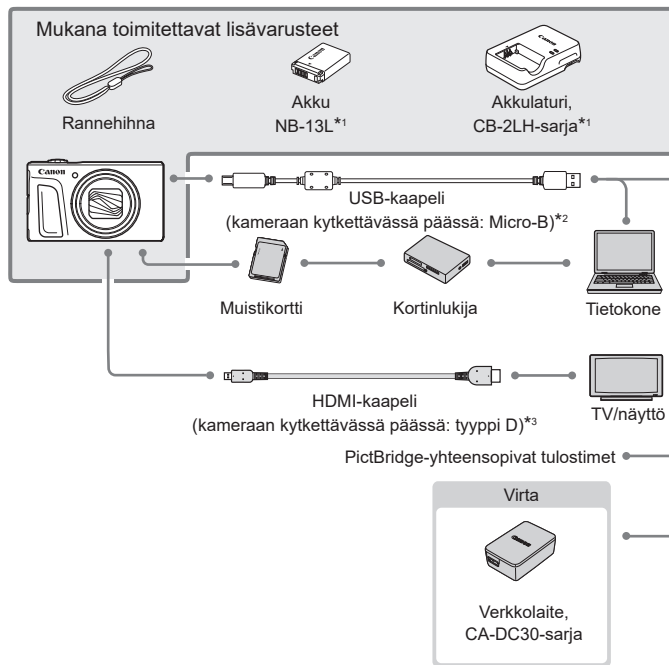 Mukana toimitettavat lisävarusteet
Rannehihna
Akku
NB-13L*1
Akkulaturi,
CB-2LH-sarja*1
Canon
USB-kaapeli
(kameraan kytkettävässä päässä: Micro-B)*2
Muistikortti
Kortinlukija
Tietokone
HDMI-kaapeli
(kameraan kytkettävässä päässä: tyyppi D)*3
TV/näyttö
PictBridge-yhteensopivat tulostimet
Virta
Canon
Verkkolaite,
CA-DC30-sarja